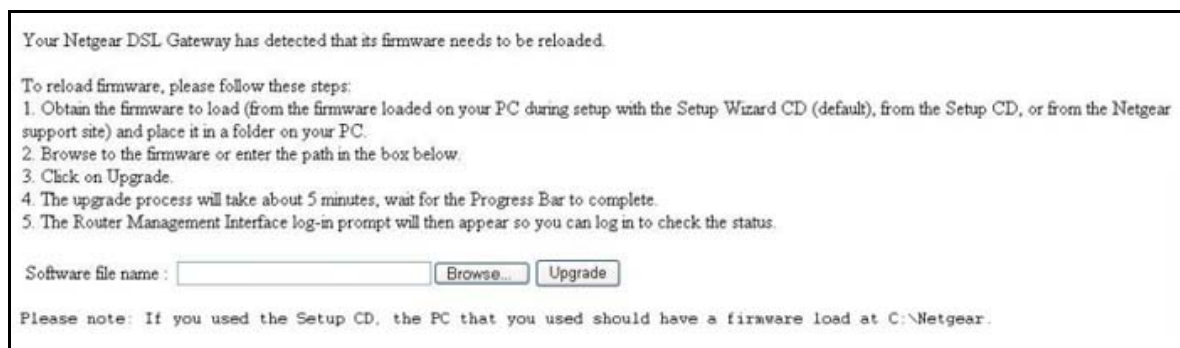 Your Netgear DSL Gateway has detected that its firmware needs to be reloaded.
To reload firmware, please follow these steps:
1. Obtain the firmware to load (from the firmware loaded on your PC during setup with the Setup Wizard CD (default), from the Setup CD, or from the Netgear
support site) and place it in a folder on your PC.
2. Browse to the firmware or enter the path in the box below.
3. Click on Upgrade.
4. The upgrade process will take about 5 minutes, wait for the Progress Bar to complete.
5. The Router Management Interface log-in prompt will then appear so you can log in to check the status.
Software file name : Browse... Upgrade
Please note: If you used the Setup CD, the PC that you used should have a firmware load at C:\Netgear.